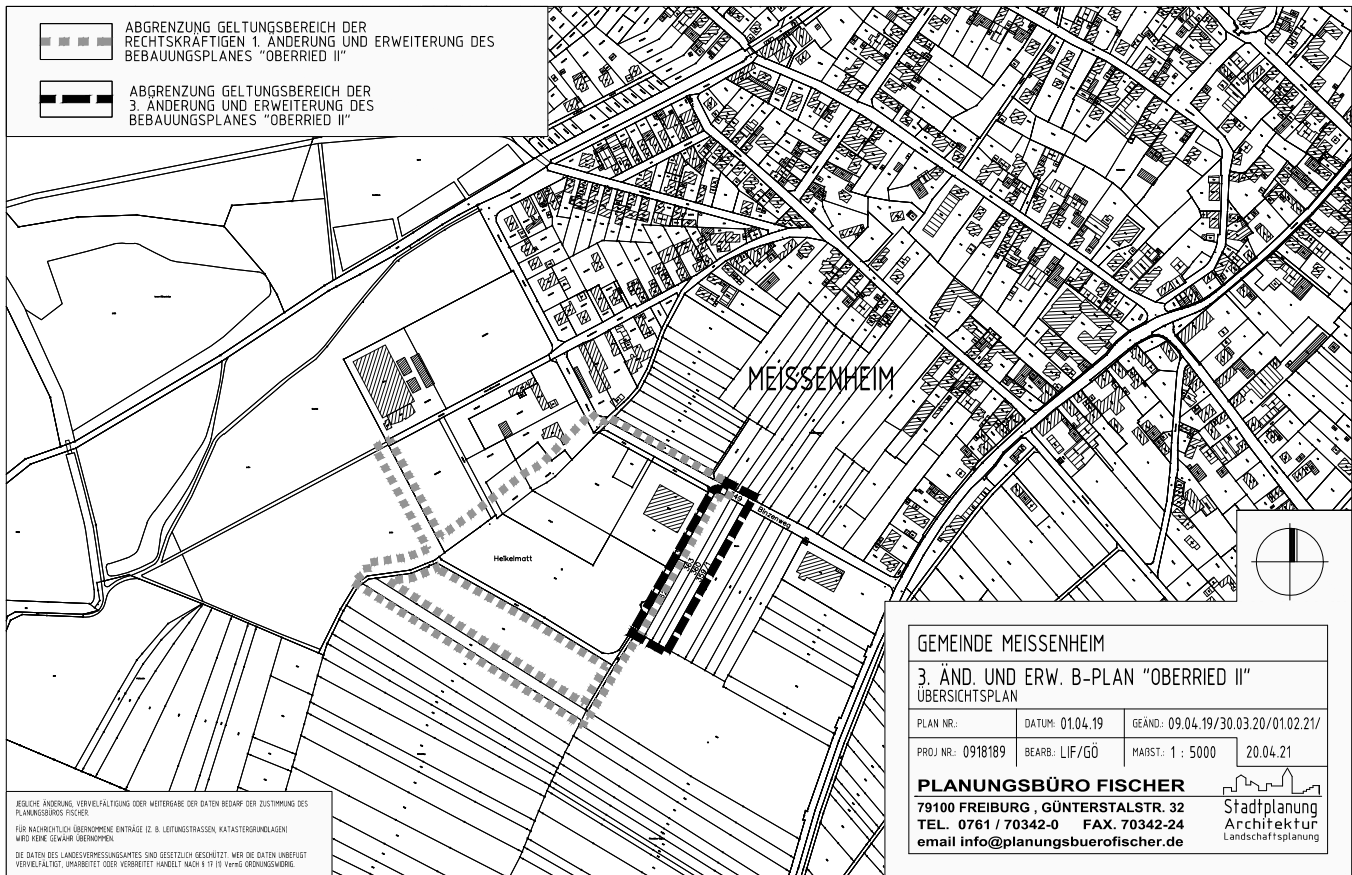 ABGRENZUNG GELTUNGSBEREICH DER
RECHTSKRÄFTIGEN 1. ÄNDERUNG UND ERWEITERUNG DES
BEBAUUNGSPLANES "OBERRIED II"
ABGRENZUNG GELTUNGSBEREICH DER
3. ÄNDERUNG UND ERWEITERUNG DES
BEBAUUNGSPLANES "OBERRIED II"
MEISSENHEIM
Binzenweg
Helkelmatt
GEMEINDE MEISSENHEIM
3. ÄND. UND ERW. B-PLAN "OBERRIED II"
ÜBERSICHTSPLAN
PLAN NR.: DATUM: 01.04.19 GEÄND.: 09.04.19/30.03.20/01.02.21/
PROJ NR.: 0918189 BEARB.: LIF/GÖ MAßST.: 1 : 5000 20.04.21
PLANUNGSBÜRO FISCHER
79100 FREIBURG , GÜNTERSTALSTR. 32
TEL. 0761 / 70342-0 FAX. 70342-24
email info@planungsbuerofischer.de
Stadtplanung
Architektur
Landschaftsplanung
JEGLICHE ÄNDERUNG, VERVIELFÄLTIGUNG ODER WEITERGABE DER DATEN BEDARF DER ZUSTIMMUNG DES
PLANUNGSBÜROS FISCHER.
FÜR NACHRICHTLICH ÜBERNOMMENE EINTRÄGE (Z. B. LEITUNGSTRASSEN, KATASTERGRUNDLAGEN)
WIRD KEINE GEWÄHR ÜBERNOMMEN.
DIE DATEN DES LANDESVERMESSUNGSAMTES SIND GESETZLICH GESCHÜTZT. WER DIE DATEN UNBEFUGT
VERVIELFÄLTIGT, UMARBEITET ODER VERBREITET HANDELT NACH § 17 (1) VermG ORDNUNGSWIDRIG.